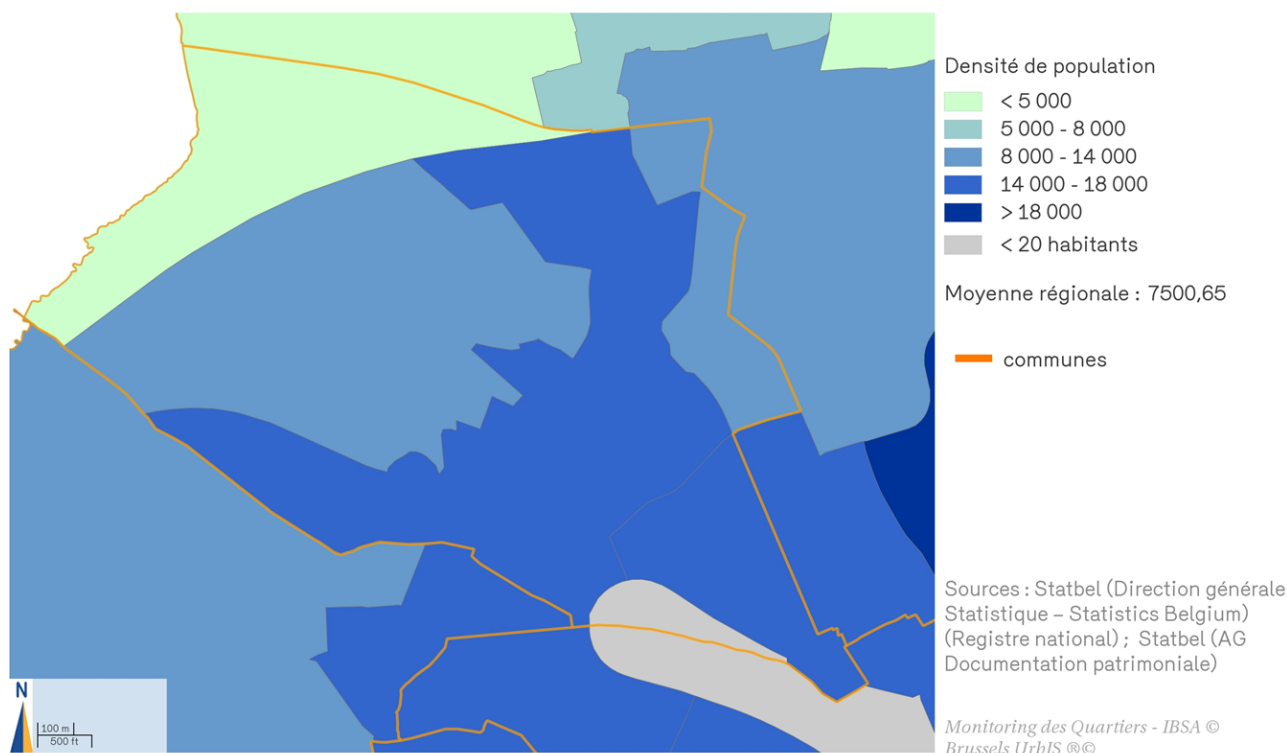 Densité de population
< 5 000
5 000 - 8 000
8 000 - 14 000
14 000 - 18 000
> 18 000
< 20 habitants
Moyenne régionale : 7500,65
communes
Sources : Statbel (Direction générale
Statistique – Statistics Belgium)
(Registre national) ; Statbel (AG
Documentation patrimoniale)
N
100 m
500 ft
Monitoring des Quartiers - IBSA ©
Brussels UrbIS ®©